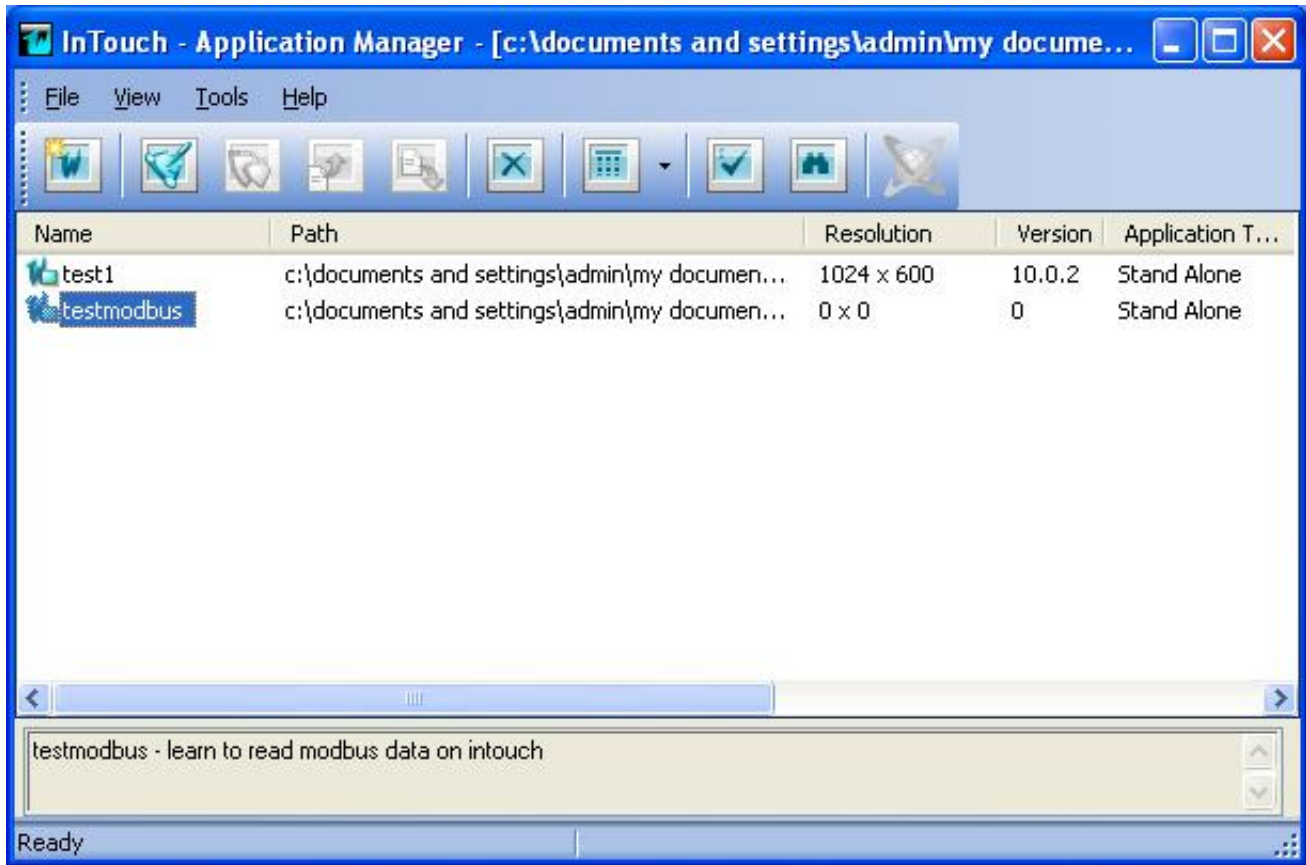 InTouch - Application Manager - [c:\documents and settings\admin\my docume...
File View Tools Help
Name Path Resolution Version Application T...
test1 c:\documents and settings\admin\my documen... 1024 x 600 10.0.2 Stand Alone
testmodbus c:\documents and settings\admin\my documen... 0 x 0 0 Stand Alone
testmodbus - learn to read modbus data on intouch
Ready